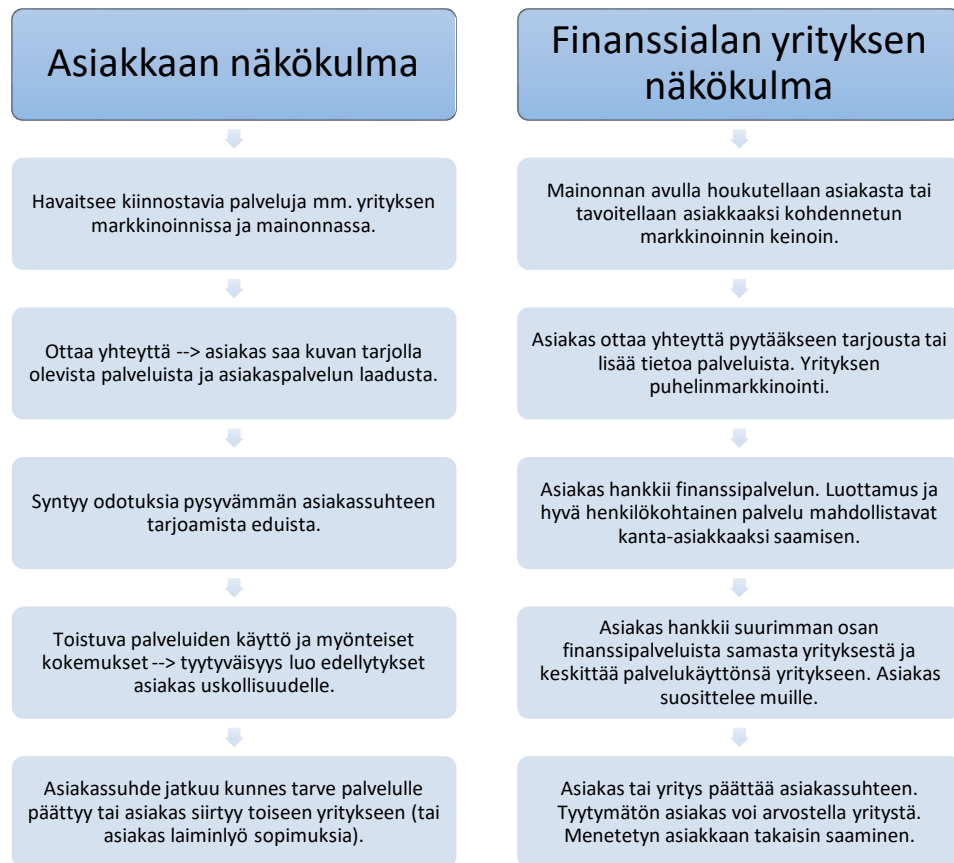 Asiakkaan näkökulma
Havaitsee kiinnostavia palveluja mm. yrityksen
markkinoinnissa ja mainonnassa.
Ottaa yhteyttä --> asiakas saa kuvan tarjolla
olevista palveluista ja asiakaspalvelun laadusta.
Syntyy odotuksia pysyvämmän asiakassuhteen
tarjoamista eduista.
Toistuva palveluiden käyttö ja myönteiset
kokemukset --> tyytyväisyys luo edellytykset
asiakas uskollisuudelle.
Asiakassuhde jatkuu kunnes tarve palvelulle
päättyy tai asiakas siirtyy toiseen yritykseen (tai
asiakas laiminlyö sopimuksia).
Finanssialan yrityksen
näkökulma
Mainonnan avulla houkutellaan asiakasta tai
tavoitellaan asiakkaaksi kohdennetun
markkinoinnin keinoin.
Asiakas ottaa yhteyttä pyytääkseen tarjousta tai
lisää tietoa palveluista. Yrityksen
puhelinmarkkinointi.
Asiakas hankkii finanssipalvelun. Luottamus ja
hyvä henkilökohtainen palvelu mahdollistavat
kanta-asiakkaaksi saamisen.
Asiakas hankkii suurimman osan
finanssipalveluista samasta yrityksestä ja
keskittää palvelukäyttönsä yritykseen. Asiakas
suosittelee muille.
Asiakas tai yritys päättää asiakassuhteen.
Tyytymätön asiakas voi arvostella yritystä.
Menetetyn asiakkaan takaisin saaminen.